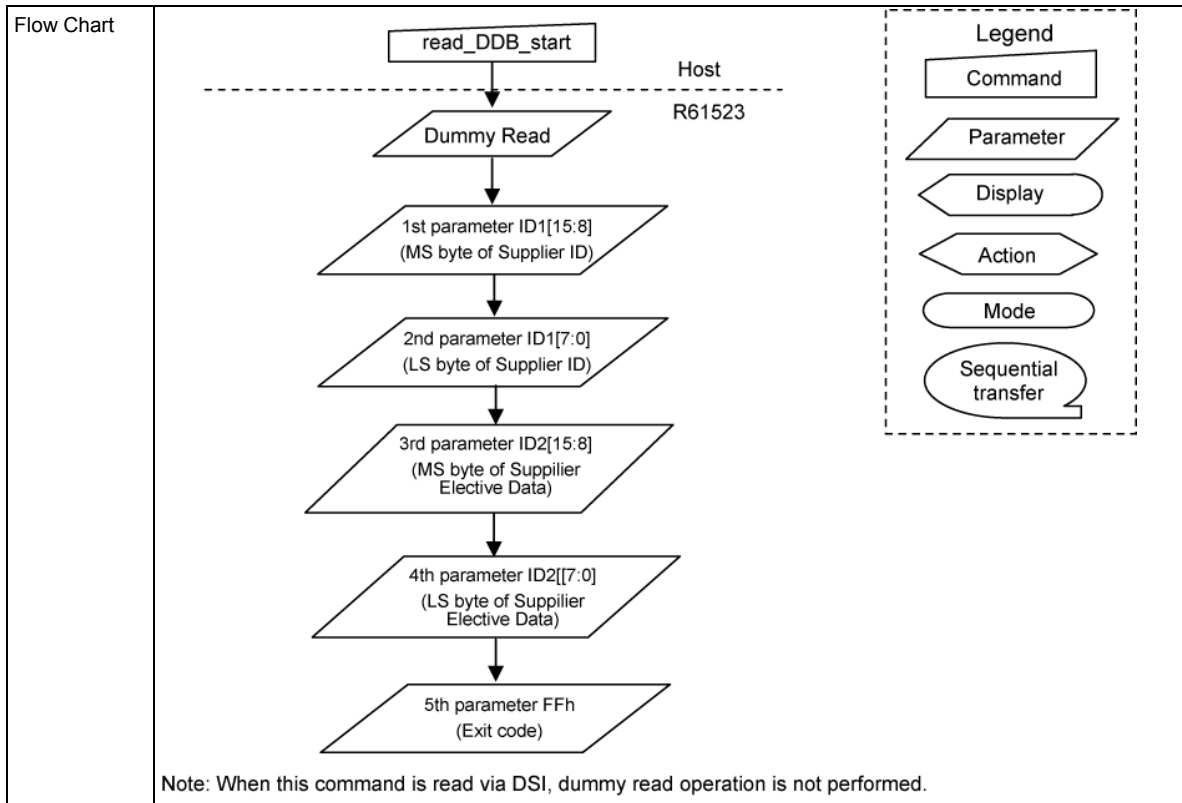 Flow Chart
read_DDB_start
Host
R61523
Dummy Read
1st parameter ID1[15:8]
(MS byte of Supplier ID)
2nd parameter ID1[7:0]
(LS byte of Supplier ID)
3rd parameter ID2[15:8]
(MS byte of Suppilier
Elective Data)
4th parameter ID2[[7:0]
(LS byte of Suppilier
Elective Data)
5th parameter FFh
(Exit code)
Legend
Command
Parameter
Display
Action
Mode
Sequential
transfer
Note: When this command is read via DSI, dummy read operation is not performed.